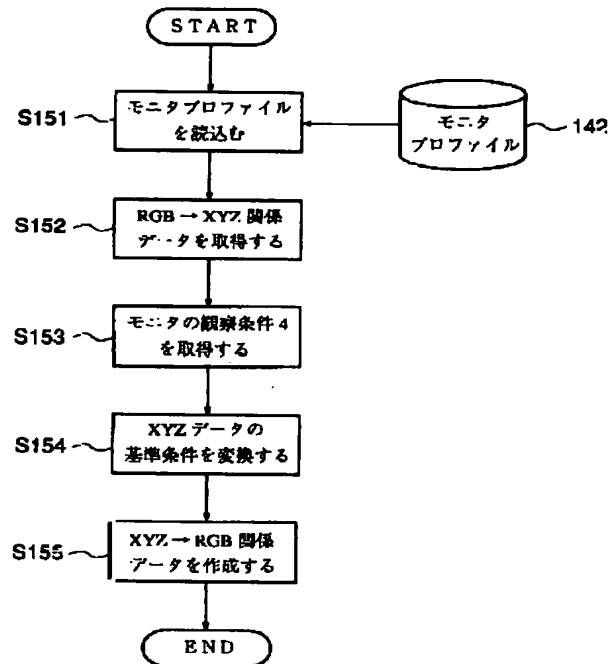 START
S151
モニタプロファイル
を読込む
モニタ
プロファイル
142
S152
RGB → XYZ 関係
データを取得する
S153
モニタの観察条件4
を取得する
S154
XYZ データの
基準条件を変換する
S155
XYZ → RGB 関係
データを作成する
END